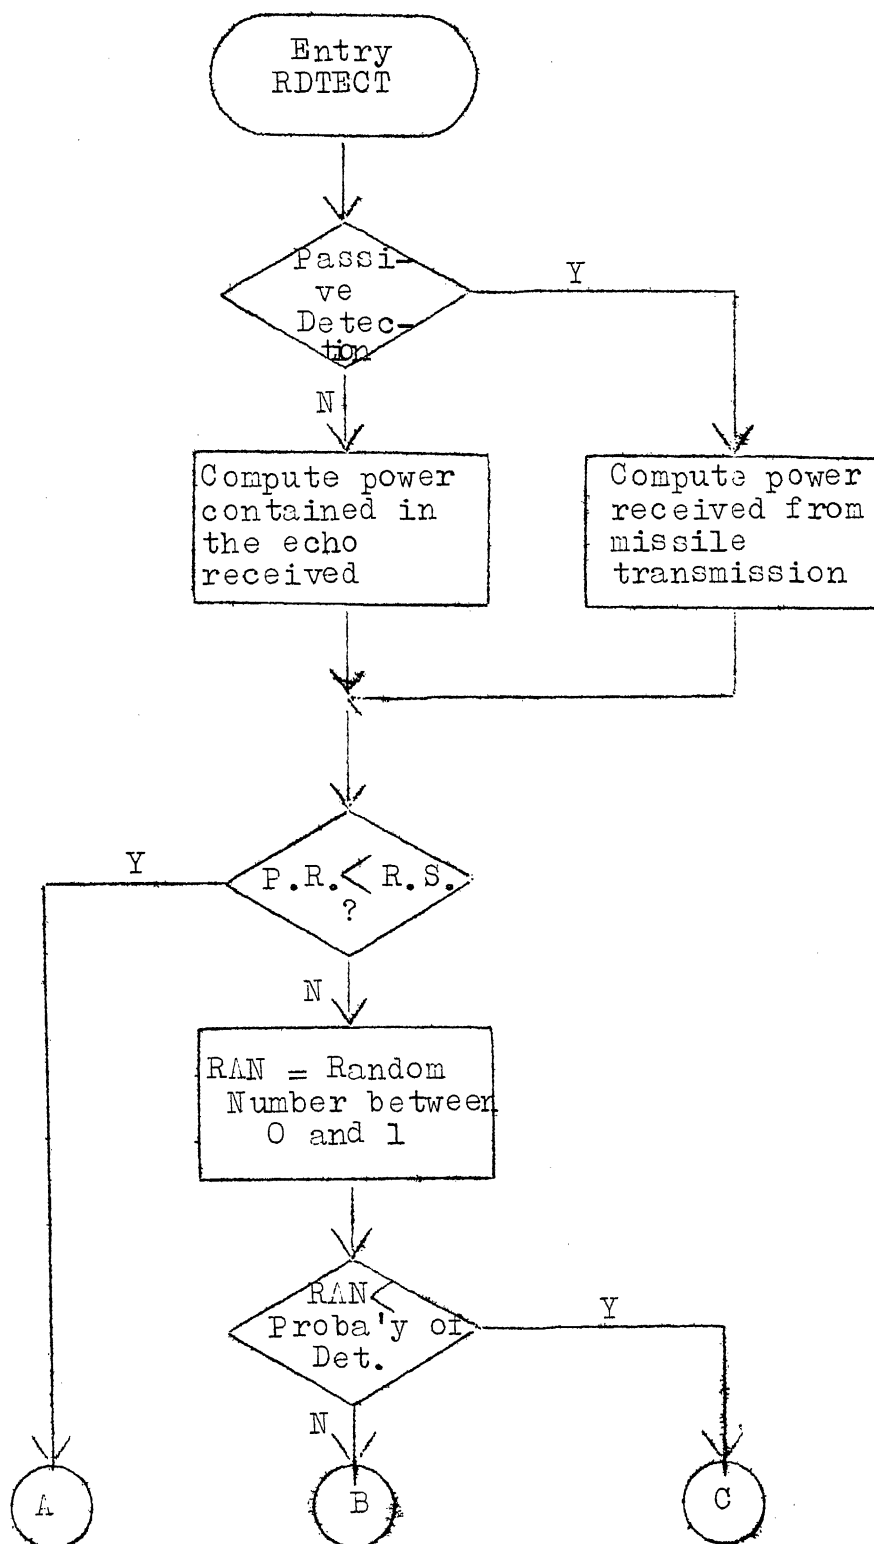 Entry
RDTECT
Passi-
ve
Detec-
tion
Y
N
Compute power
contained in
the echo
received
Compute power
received from
missile
transmission
P.R.< R.S.
?
Y
N
RAN = Random
Number between
0 and 1
RAN<
Proba'y of
Det.
Y
N
A
B
C